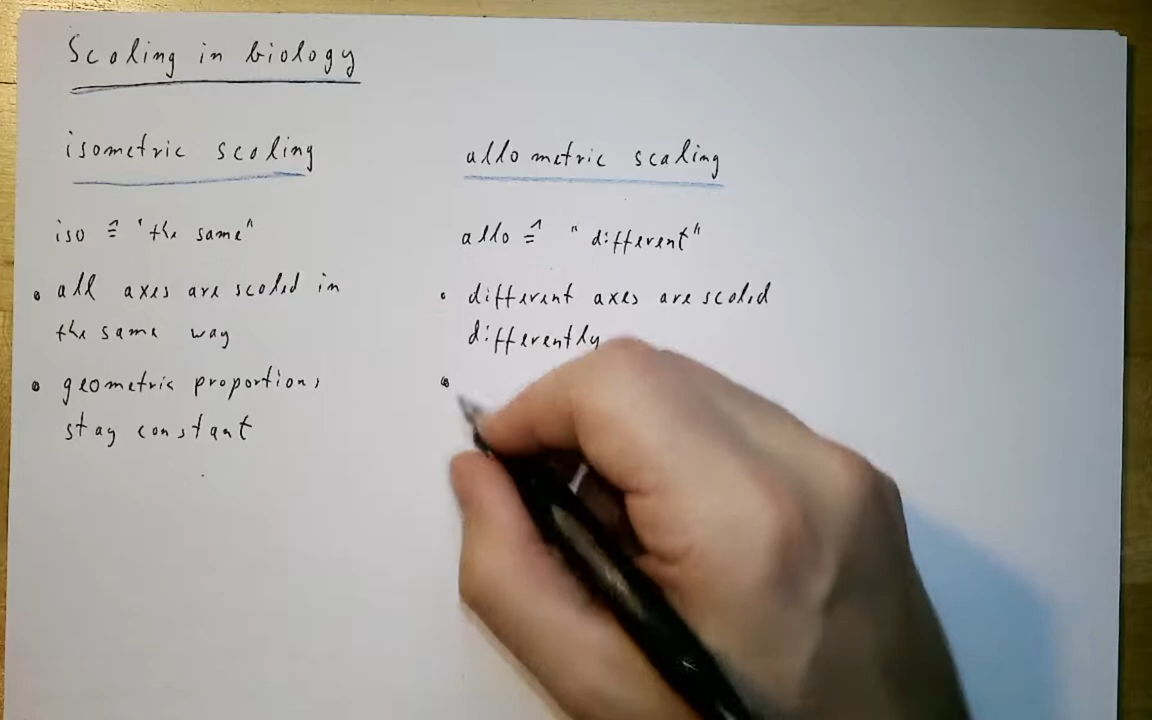 Scaling in biology
isometric scaling
iso ≙ "the same"
• all axes are scaled in
the same way
• geometric proportions
stay constant
allometric scaling
allo ≙ "different"
• different axes are scaled
differently
•